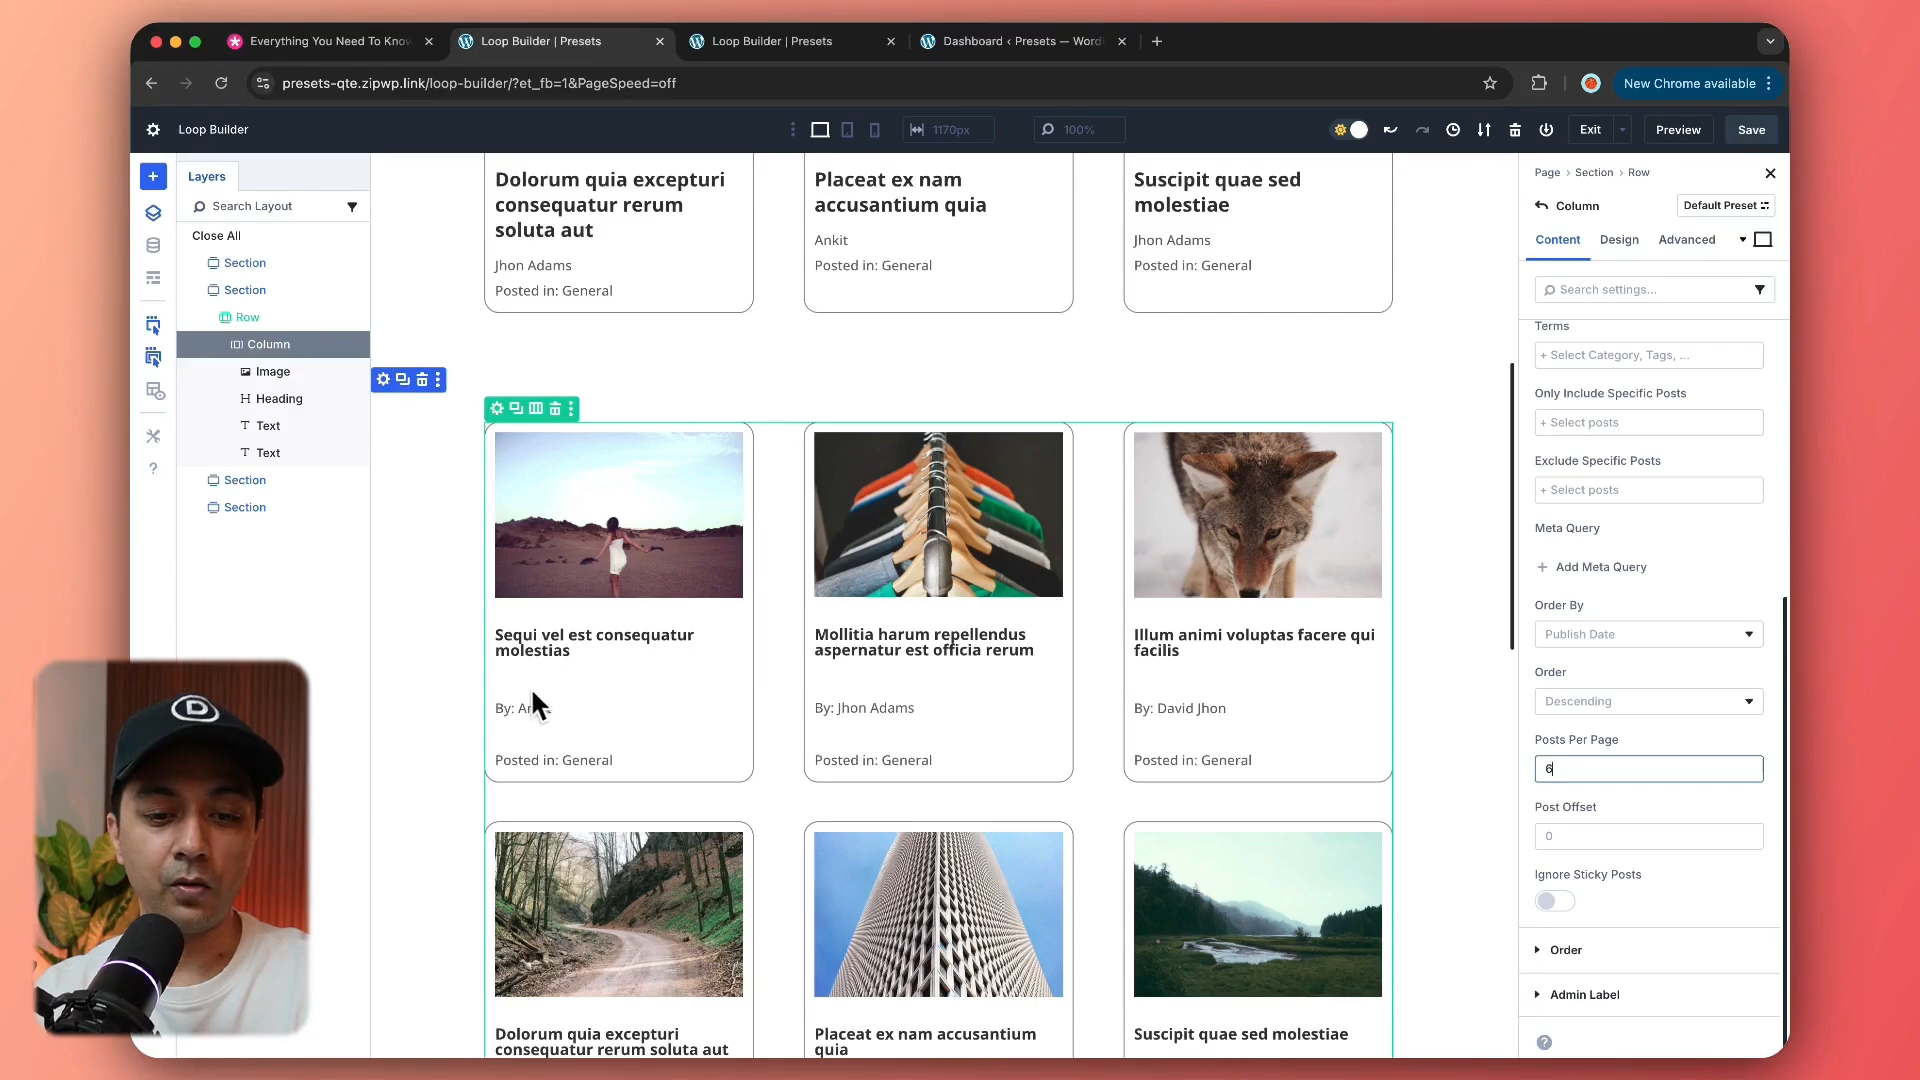 Everything You Need To Know
Loop Builder | Presets
Loop Builder | Presets
Dashboard ‹ Presets — Word
presets-qte.zipwp.link/loop-builder/?et_fb=1&PageSpeed=off
New Chrome available
Loop Builder
1170px
100%
Exit
Preview
Save
Layers
Search Layout
Close All
Section
Section
Row
Column
Image
Heading
Text
Text
Section
Section
Dolorum quia excepturi
consequatur rerum
soluta aut
Jhon Adams
Posted in: General
Placeat ex nam
accusantium quia
Ankit
Posted in: General
Suscipit quae sed
molestiae
Jhon Adams
Posted in: General
Sequi vel est consequatur
molestias
By:
Posted in: General
Mollitia harum repellendus
aspernatur est officia rerum
By: Jhon Adams
Posted in: General
Illum animi voluptas facere qui
facilis
By: David Jhon
Posted in: General
Dolorum quia excepturi
consequatur rerum soluta aut
Placeat ex nam accusantium
quia
Suscipit quae sed molestiae
Page › Section › Row
Column
Default Preset
Content
Design
Advanced
Search settings...
Terms
+ Select Category, Tags, ...
Only Include Specific Posts
+ Select posts
Exclude Specific Posts
+ Select posts
Meta Query
+ Add Meta Query
Order By
Publish Date
Order
Descending
Posts Per Page
6
Post Offset
0
Ignore Sticky Posts
Order
Admin Label
?
?
D